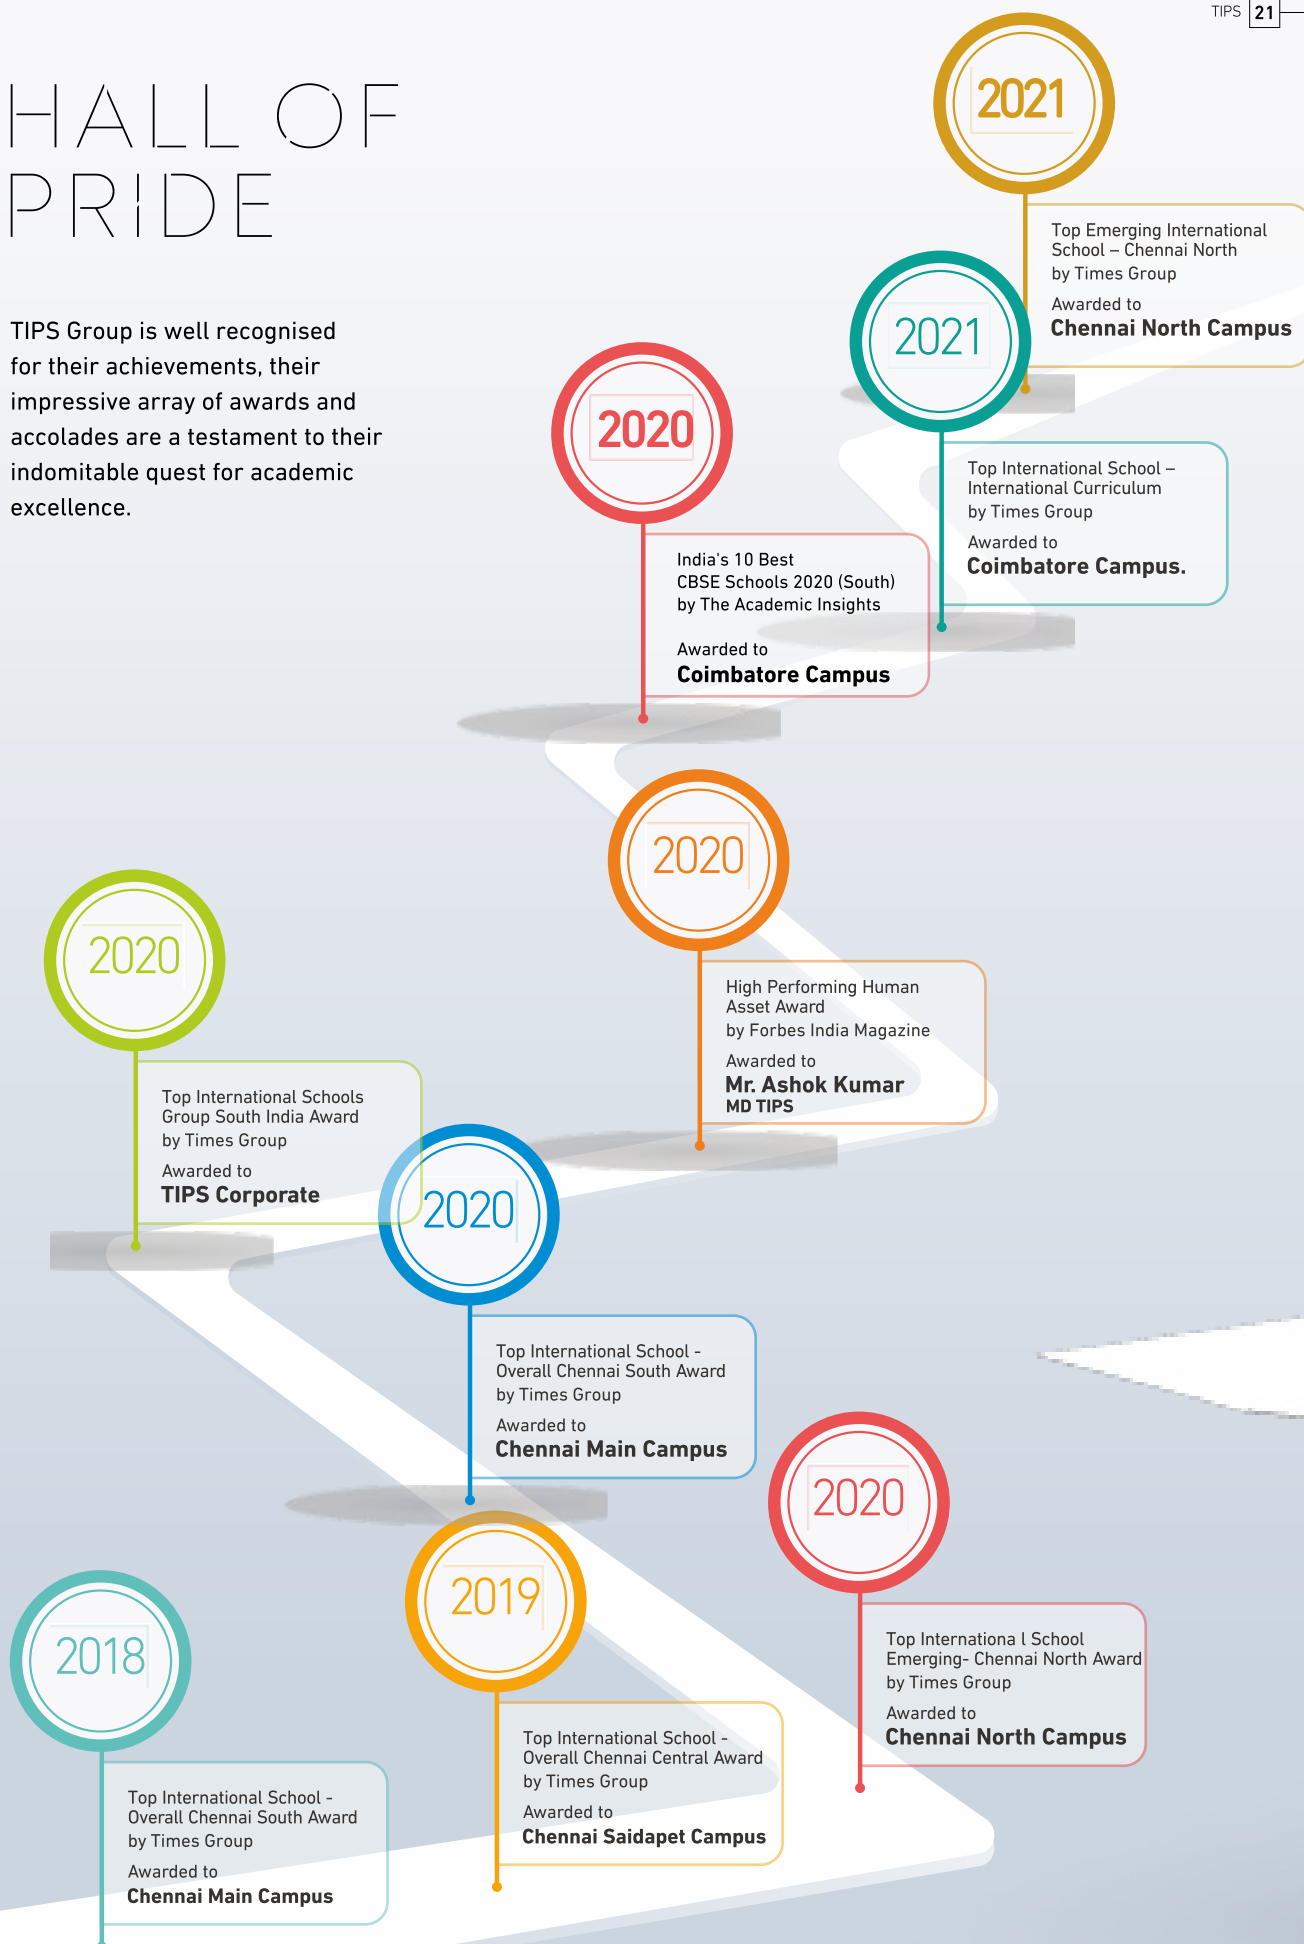 TIPS 21
HALL OF
PRIDE
TIPS Group is well recognised
for their achievements, their
impressive array of awards and
accolades are a testament to their
indomitable quest for academic
excellence.
2021
Top Emerging International
School – Chennai North
by Times Group
Awarded to
Chennai North Campus
2021
Top International School –
International Curriculum
by Times Group
Awarded to
Coimbatore Campus.
2020
India's 10 Best
CBSE Schools 2020 (South)
by The Academic Insights
Awarded to
Coimbatore Campus
2020
High Performing Human
Asset Award
by Forbes India Magazine
Awarded to
Mr. Ashok Kumar
MD TIPS
2020
Top International Schools
Group South India Award
by Times Group
Awarded to
TIPS Corporate
2020
Top International School -
Overall Chennai South Award
by Times Group
Awarded to
Chennai Main Campus
2020
Top Internationa l School
Emerging- Chennai North Award
by Times Group
Awarded to
Chennai North Campus
2019
Top International School -
Overall Chennai Central Award
by Times Group
Awarded to
Chennai Saidapet Campus
2018
Top International School -
Overall Chennai South Award
by Times Group
Awarded to
Chennai Main Campus